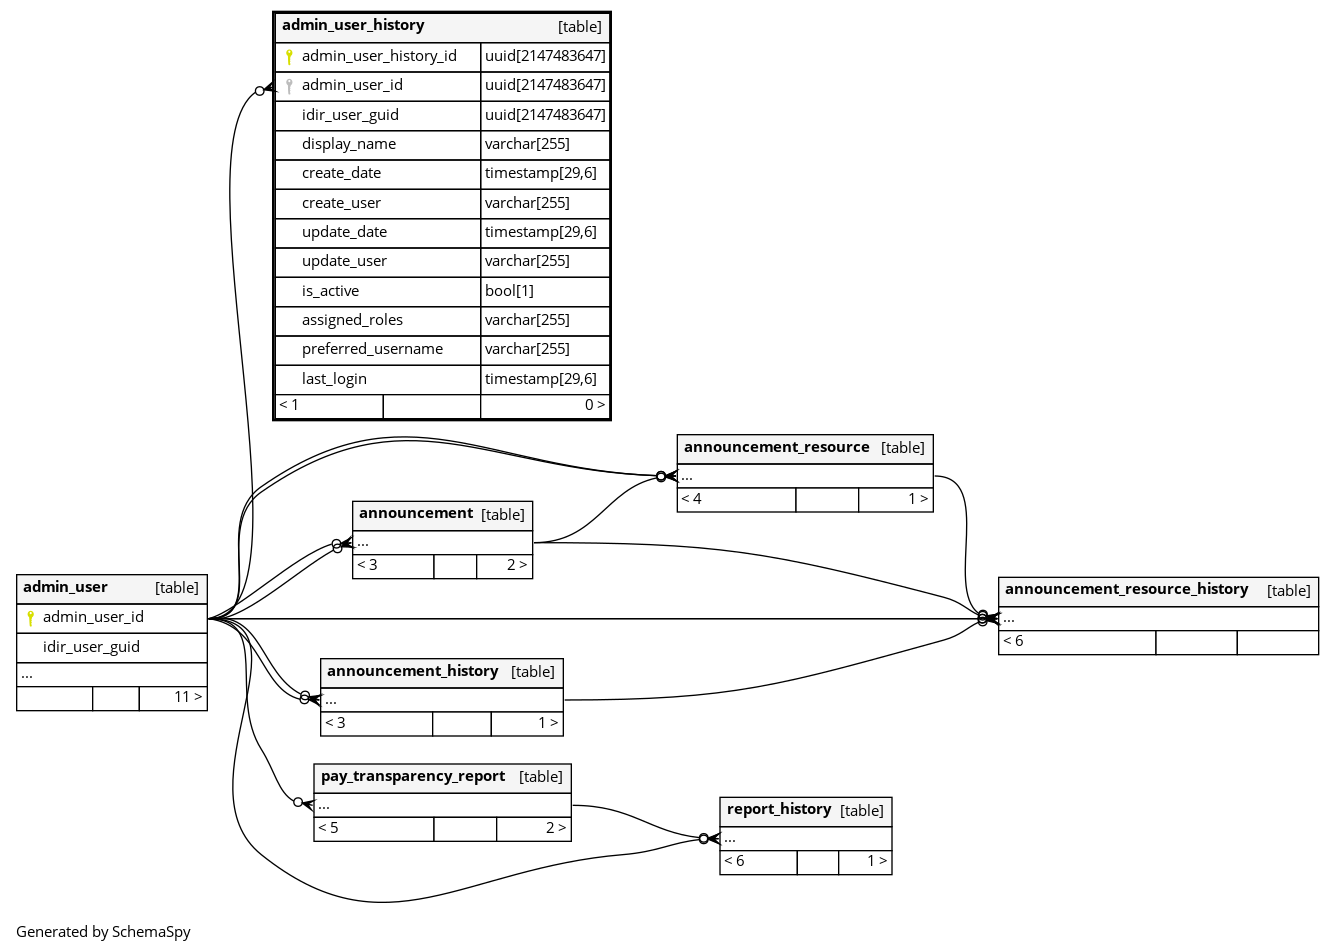 admin_user_history [table]
admin_user_history_id uuid[2147483647]
admin_user_id uuid[2147483647]
idir_user_guid uuid[2147483647]
display_name varchar[255]
create_date timestamp[29,6]
create_user varchar[255]
update_date timestamp[29,6]
update_user varchar[255]
is_active bool[1]
assigned_roles varchar[255]
preferred_username varchar[255]
last_login timestamp[29,6]
< 1 0 >
announcement_resource [table]
...
< 4 1 >
announcement [table]
...
< 3 2 >
admin_user [table]
admin_user_id
idir_user_guid
...
11 >
announcement_resource_history [table]
...
< 6
announcement_history [table]
...
< 3 1 >
pay_transparency_report [table]
...
< 5 2 >
report_history [table]
...
< 6 1 >
Generated by SchemaSpy